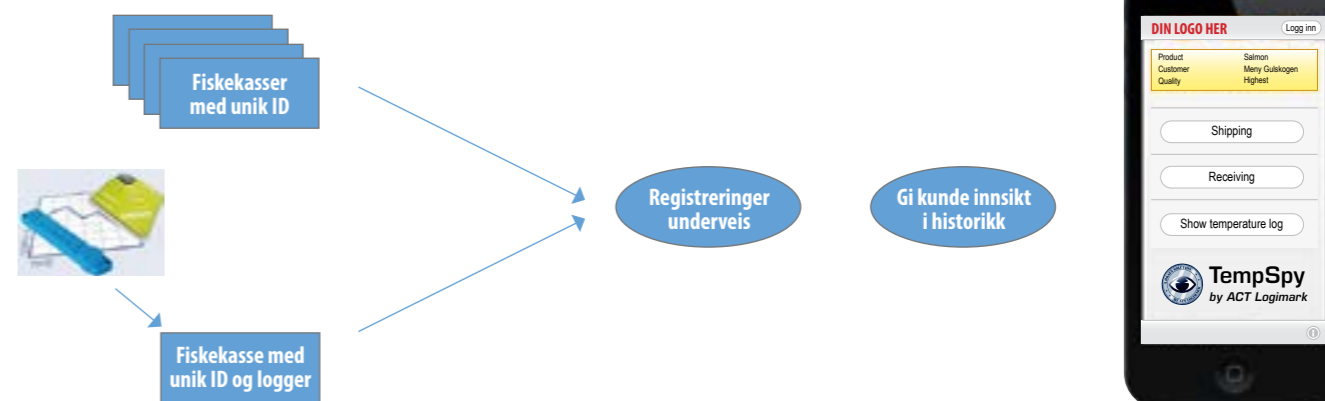 Fiskekasser
med unik ID
Fiskekasse med
unik ID og logger
Registreringer
underveis
Gi kunde innsikt
i historikk
DIN LOGO HER
Logg inn
Product Salmon
Customer Meny Gulskogen
Quality Highest
Shipping
Receiving
Show temperature log
TempSpy
by ACT Logimark